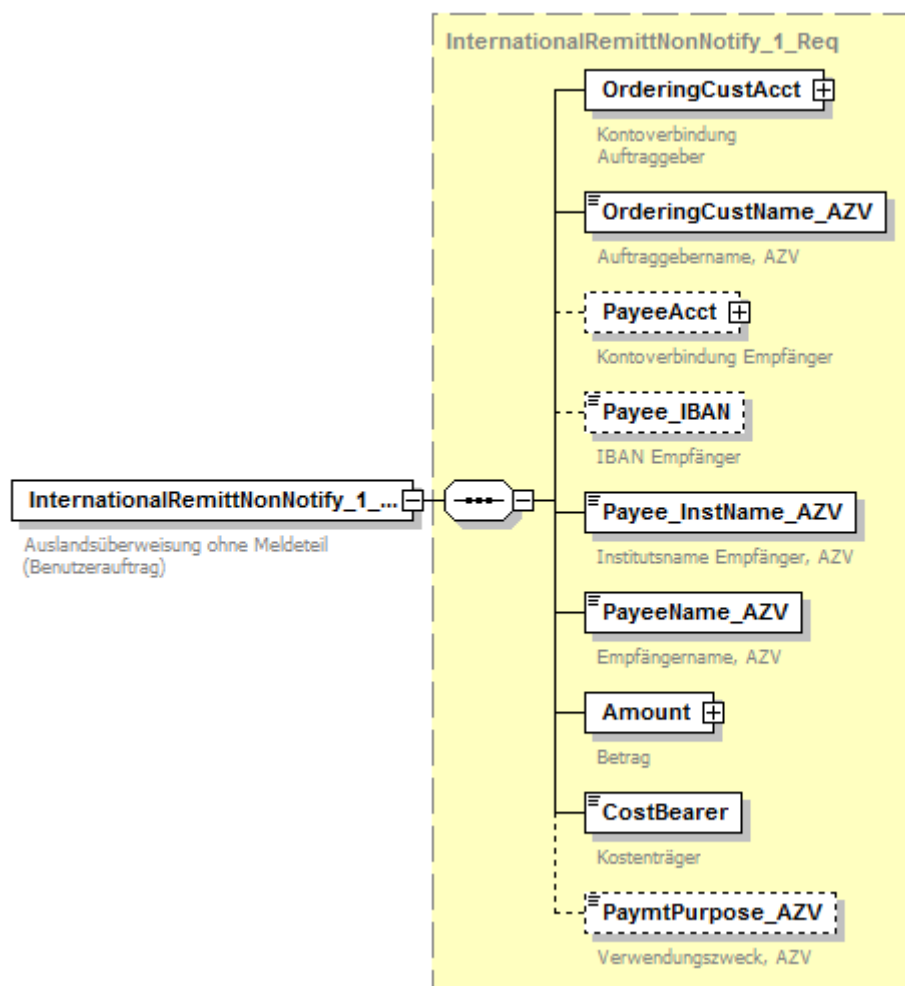 InternationalRemittNonNotify_1_Req
OrderingCustAcct
Kontoverbindung
Auftraggeber
OrderingCustName_AZV
Auftraggebername, AZV
PayeeAcct
Kontoverbindung Empfänger
Payee_IBAN
IBAN Empfänger
InternationalRemittNonNotify_1_...
Auslandsüberweisung ohne Meldeteil
(Benutzerauftrag)
Payee_InstName_AZV
Institutsname Empfänger, AZV
PayeeName_AZV
Empfängername, AZV
Amount
Betrag
CostBearer
Kostenträger
PaymtPurpose_AZV
Verwendungszweck, AZV